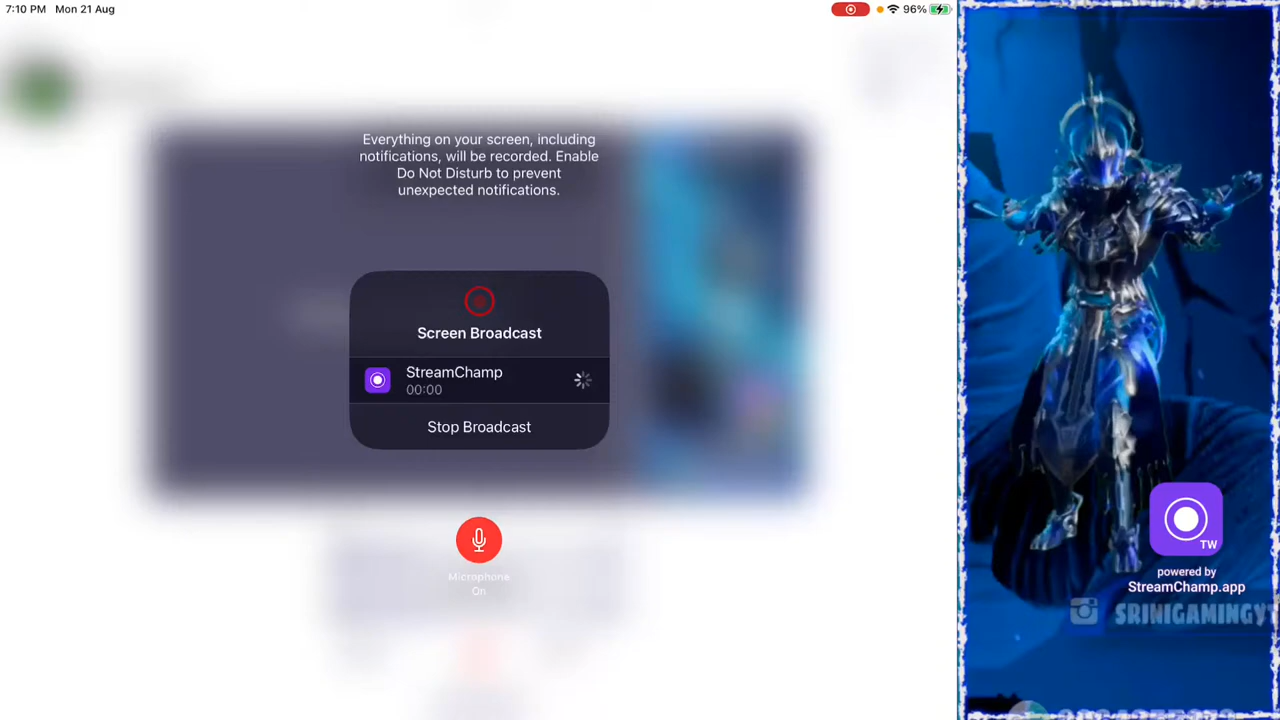 7:10 PM Mon 21 Aug
96%
Everything on your screen, including
notifications, will be recorded. Enable
Do Not Disturb to prevent
unexpected notifications.
Screen Broadcast
StreamChamp
00:00
Stop Broadcast
Microphone
On
TW
powered by
StreamChamp.app
SRINIGAMINGY